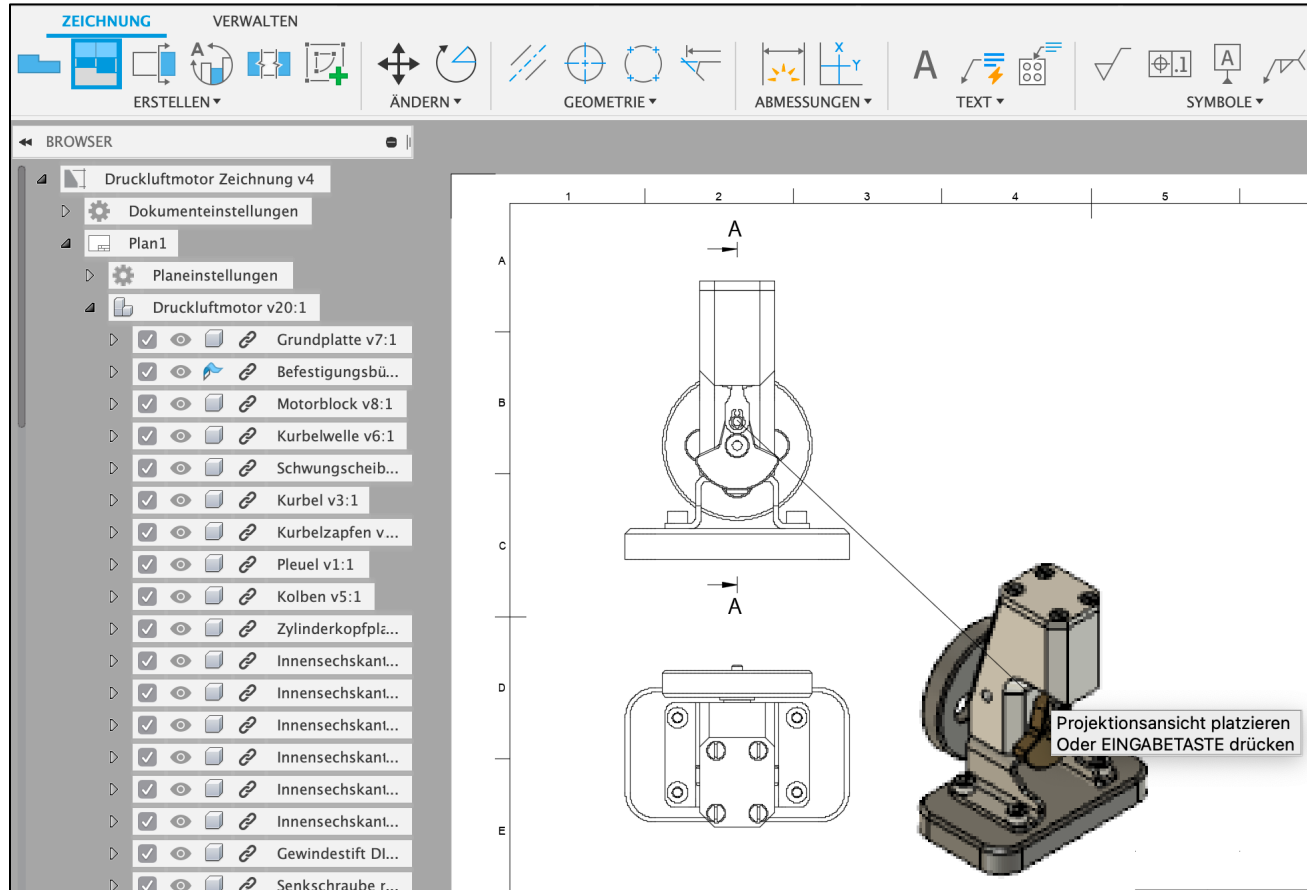 ZEICHNUNG VERWALTEN
A
X
Y
A
.1
A
ERSTELLEN ÄNDERN GEOMETRIE ABMESSUNGEN TEXT SYMBOLE
BROWSER
Druckluftmotor Zeichnung v4
Dokumenteinstellungen
Plan1
Planeinstellungen
Druckluftmotor v20:1
Grundplatte v7:1
Befestigungsbü...
Motorblock v8:1
Kurbelwelle v6:1
Schwungscheib...
Kurbel v3:1
Kurbelzapfen v...
Pleuel v1:1
Kolben v5:1
Zylinderkopfpla...
Innensechskant...
Innensechskant...
Innensechskant...
Innensechskant...
Innensechskant...
Innensechskant...
Gewindestift DI...
Senkschraube r...
1 2 3 4 5
A
B
C
D
E
A
A
Projektionsansicht platzieren
Oder EINGABETASTE drücken